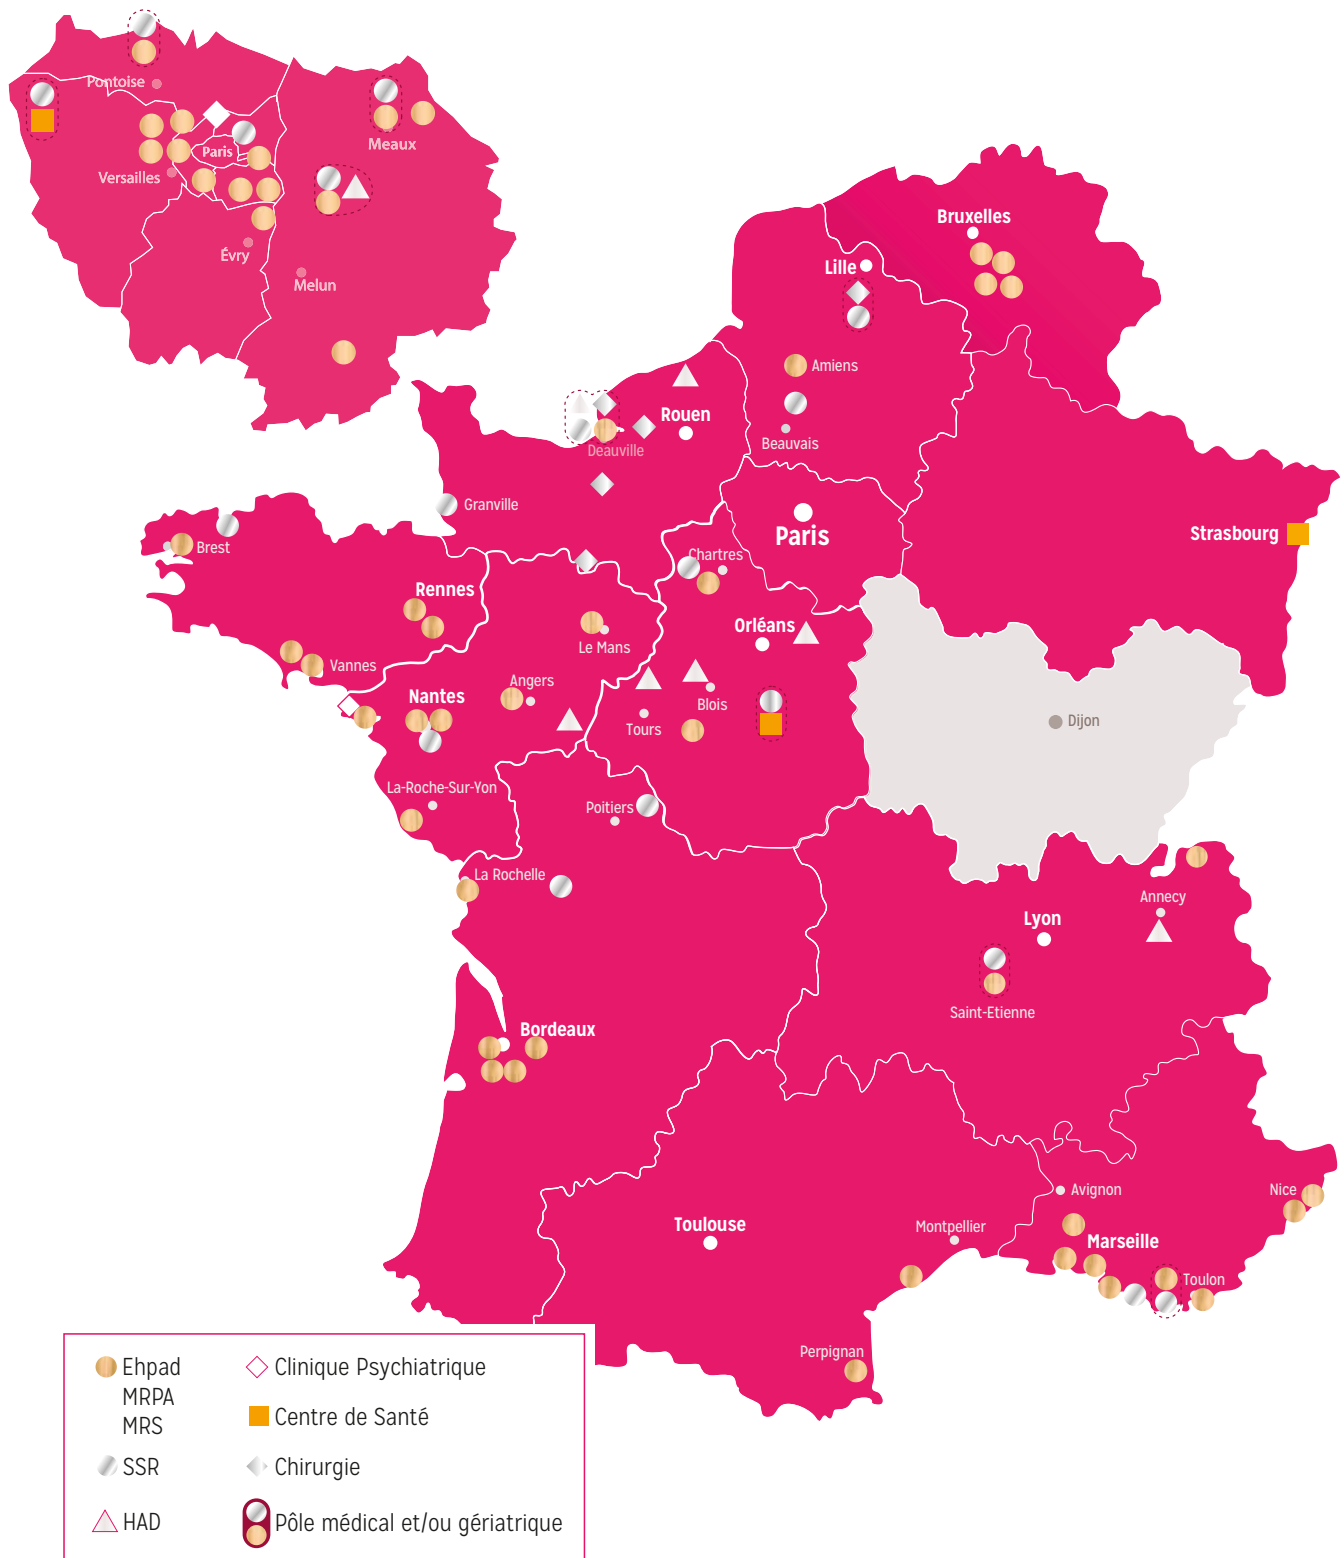 Pontoise
Meaux
Paris
Versailles
Évry
Melun
Bruxelles
Lille
Amiens
Rouen
Beauvais
Deauville
Granville
Paris
Strasbourg
Brest
Chartres
Rennes
Orléans
Le Mans
Vannes
Angers
Nantes
Blois
Tours
Dijon
La-Roche-Sur-Yon
Poitiers
La Rochelle
Annecy
Lyon
Saint-Etienne
Bordeaux
Avignon
Nice
Toulouse
Montpellier
Marseille
Toulon
Perpignan
Ehpad
MRPA
MRS
SSR
HAD
Clinique Psychiatrique
Centre de Santé
Chirurgie
Pôle médical et/ou gériatrique